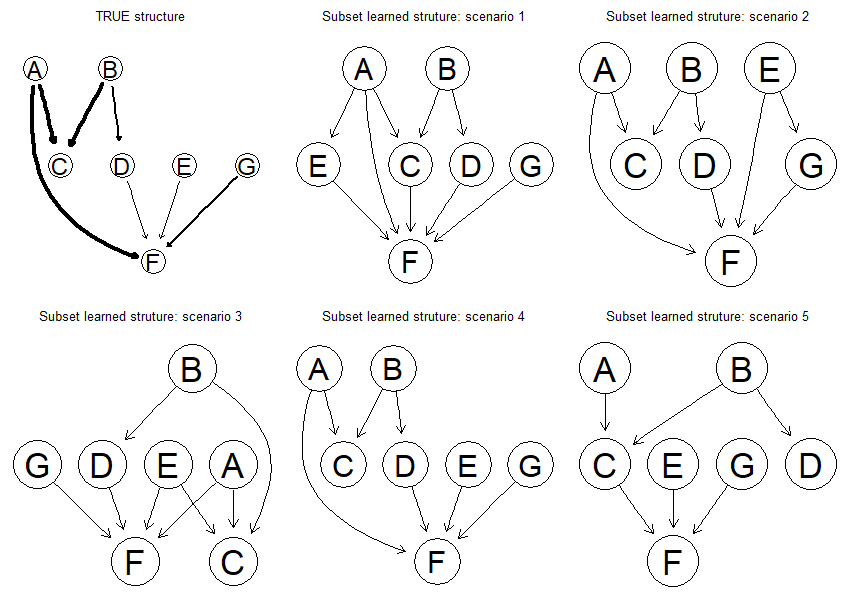 TRUE structure
Subset learned struture: scenario 1
Subset learned struture: scenario 2
A
B
C
D
E
G
F
A
B
E
C
D
G
F
A
B
E
C
D
G
F
Subset learned struture: scenario 3
Subset learned struture: scenario 4
Subset learned struture: scenario 5
B
G
D
E
A
F
C
A
B
C
D
E
G
F
A
B
C
E
G
D
F